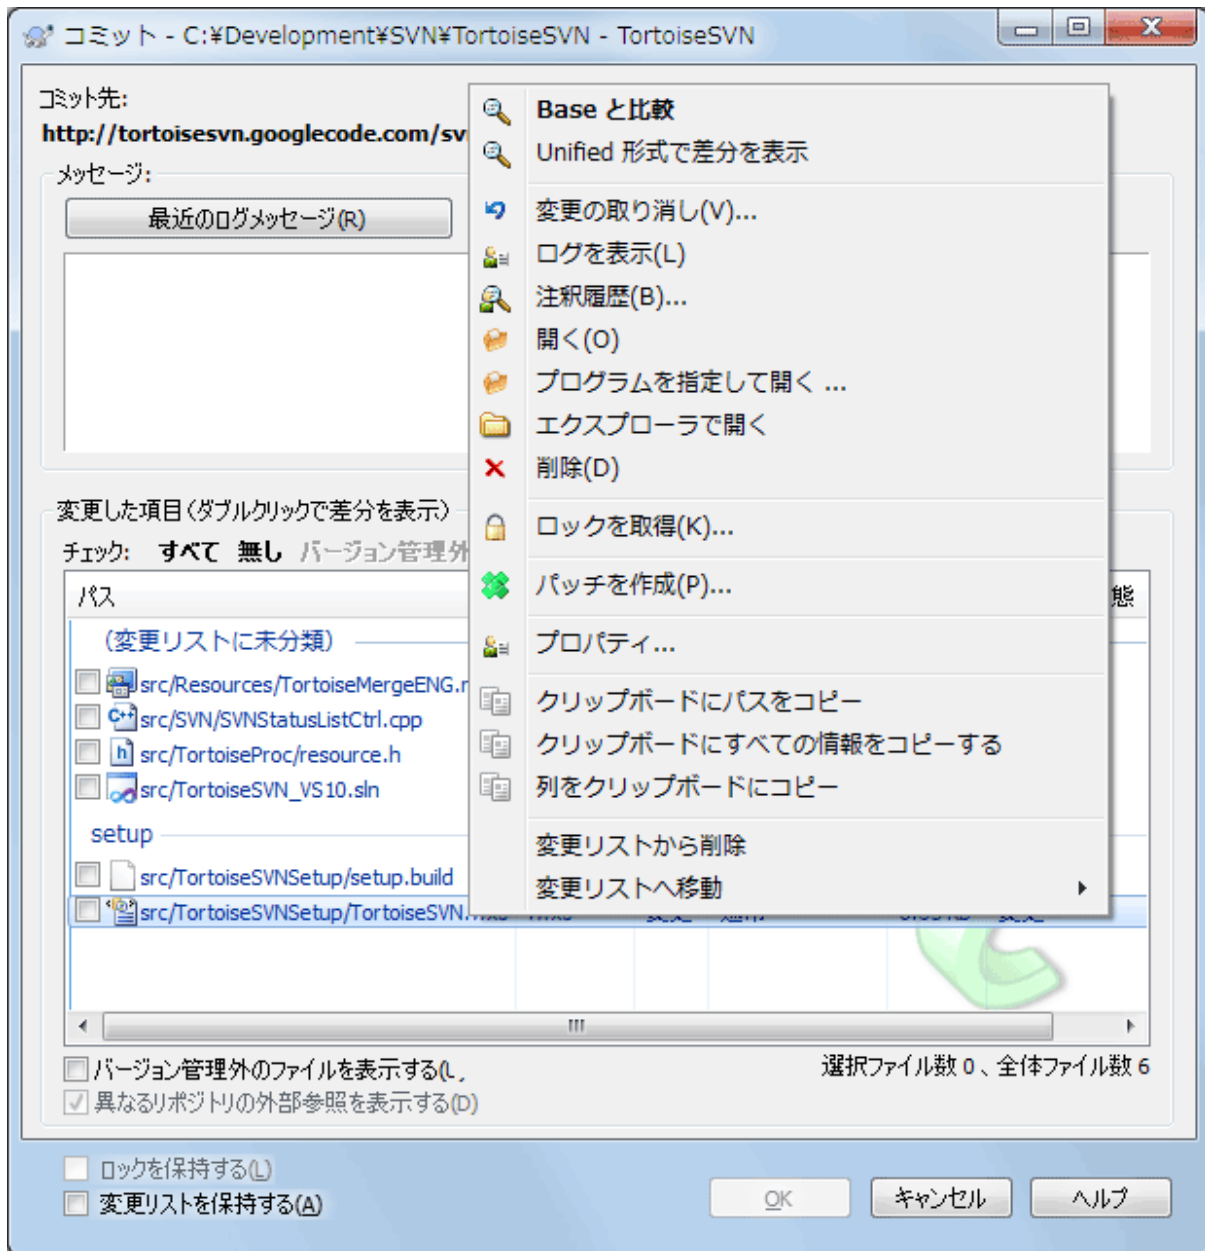 コミット - C:¥Development¥SVN¥TortoiseSVN - TortoiseSVN
コミット先:
http://tortoisesvn.googlecode.com/sv
メッセージ:
最近のログメッセージ(R)
Base と比較
Unified 形式で差分を表示
変更の取り消し(V)...
ログを表示(L)
注釈履歴(B)...
開く(O)
プログラムを指定して開く ...
エクスプローラで開く
削除(D)
ロックを取得(K)...
パッチを作成(P)...
プロパティ...
クリップボードにパスをコピー
クリップボードにすべての情報をコピーする
列をクリップボードにコピー
変更リストから削除
変更リストへ移動
変更した項目(ダブルクリックで差分を表示)
チェック: すべて 無し バージョン管理外
パス 態
(変更リストに未分類)
src/Resources/TortoiseMergeENG.r
src/SVN/SVNStatusListCtrl.cpp
src/TortoiseProc/resource.h
src/TortoiseSVN_VS10.sln
setup
src/TortoiseSVNSetup/setup.build
src/TortoiseSVNSetup/TortoiseSVN.
バージョン管理外のファイルを表示する(
選択ファイル数 0、全体ファイル数 6
異なるリポジトリの外部参照を表示する(D)
ロックを保持する(L)
変更リストを保持する(A)
OK キャンセル ヘルプ